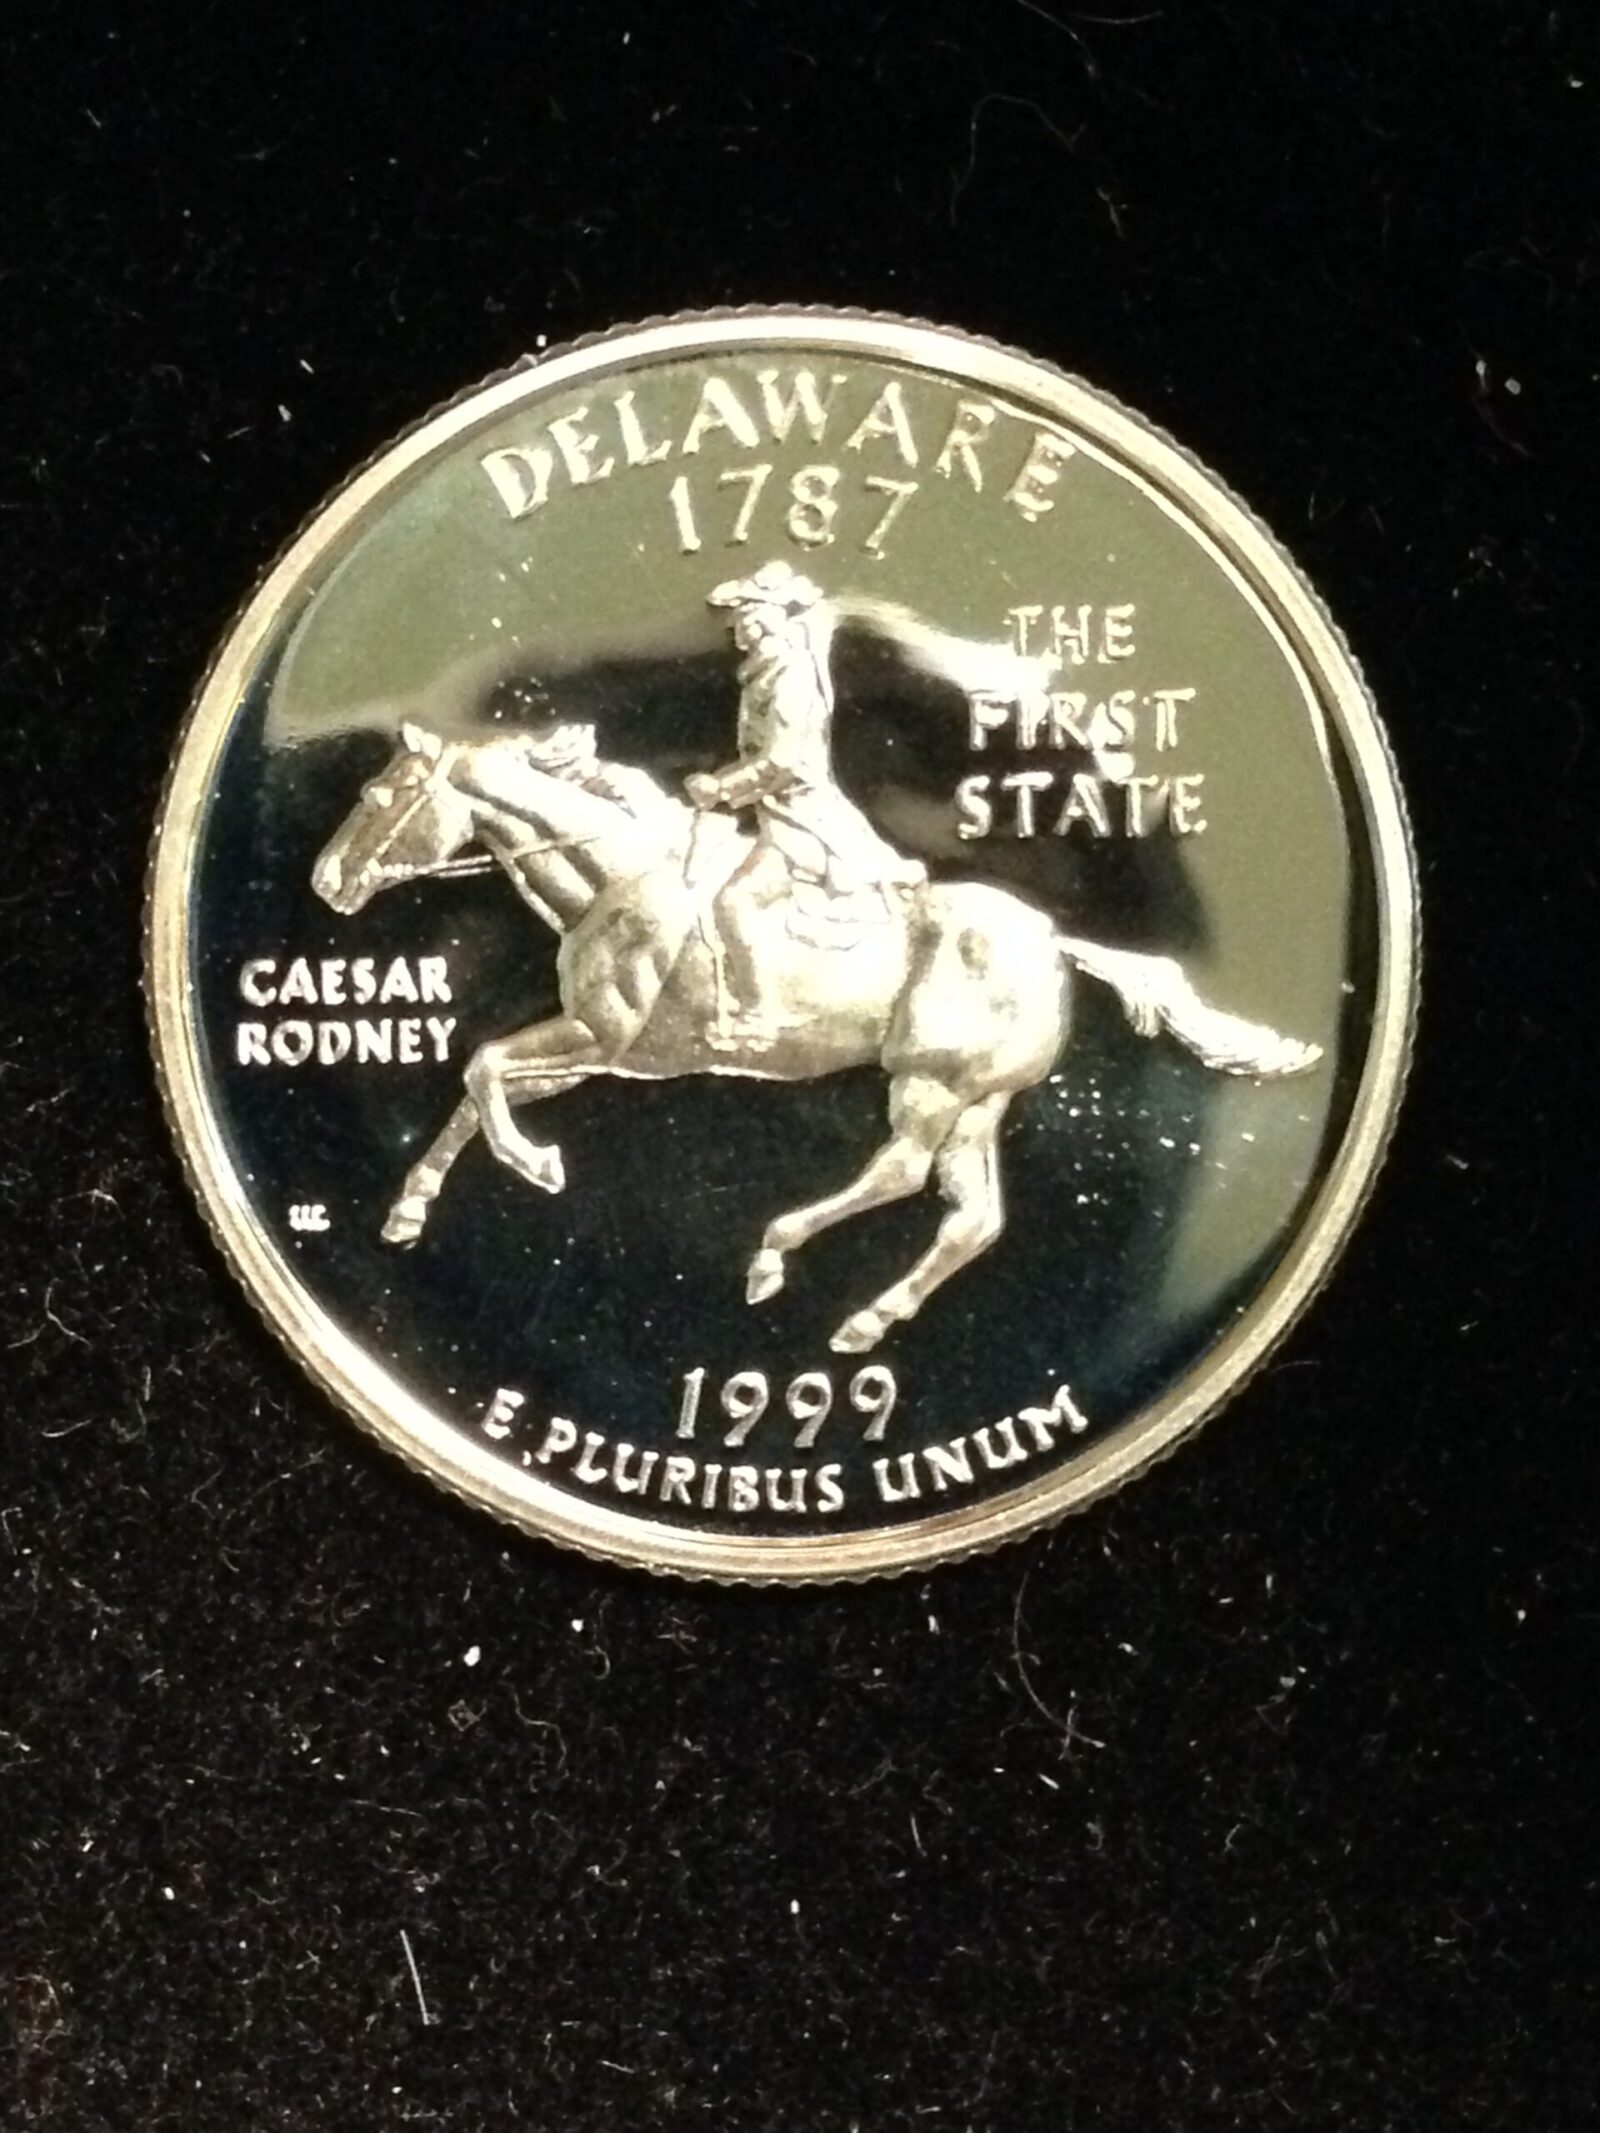 DELAWARE
1787
THE
FIRST
STATE
CAESAR
RODNEY
1999
E PLURIBUS UNUM